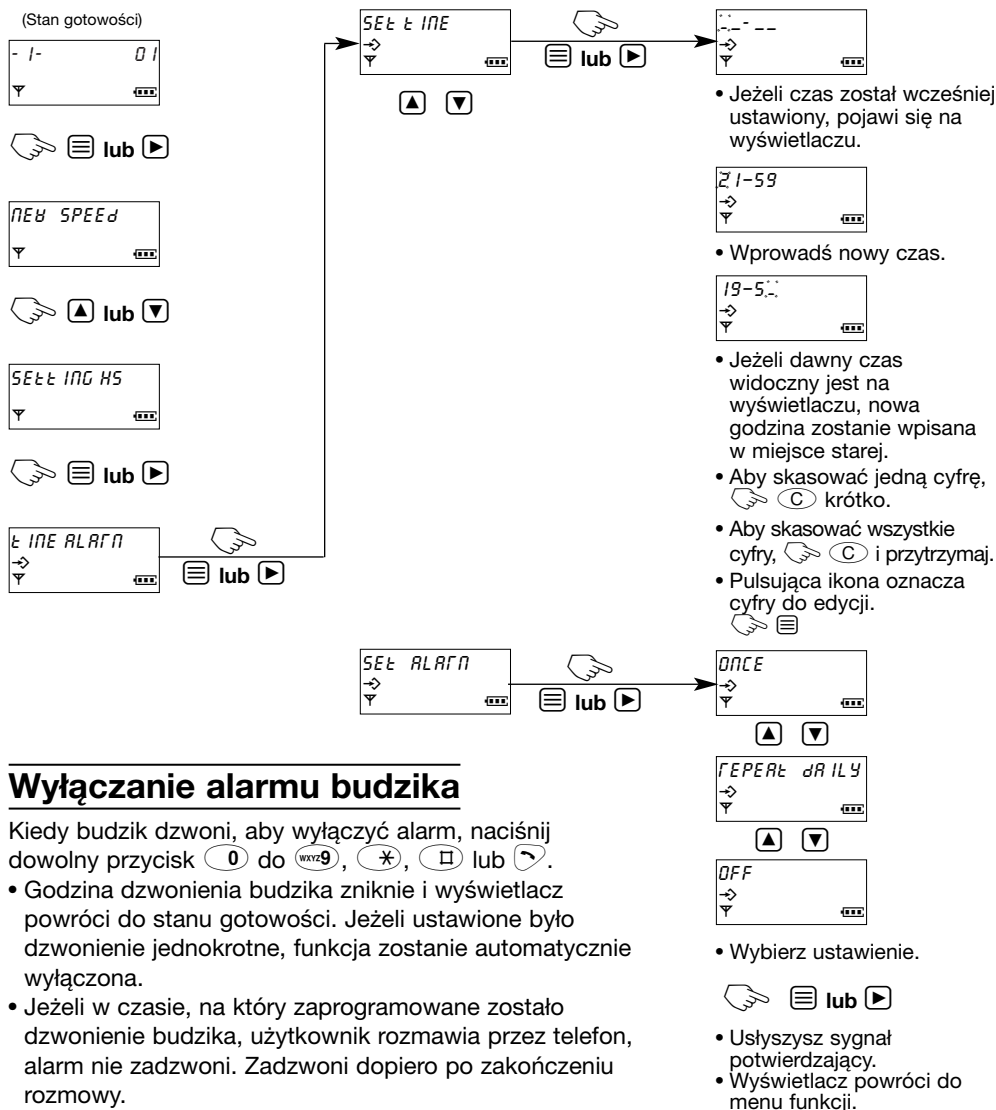 (Stan gotowości)
- 1- 01
lub
NEW SPEEd
lub
SEttING HS
lub
tIME ALArM
lub
SEt tIME
lub
_ _ - _ _
• Jeżeli czas został wcześniej
ustawiony, pojawi się na
wyświetlaczu.
21-59
• Wprowadś nowy czas.
19-5_
• Jeżeli dawny czas
widoczny jest na
wyświetlaczu, nowa
godzina zostanie wpisana
w miejsce starej.
• Aby skasować jedną cyfrę,
C krótko.
• Aby skasować wszystkie
cyfry, C i przytrzymaj.
• Pulsująca ikona oznacza
cyfry do edycji.
SEt ALArM
lub
ONCE
rEPEAt dAILY
OFF
• Wybierz ustawienie.
lub
• Usłyszysz sygnał
potwierdzający.
• Wyświetlacz powróci do
menu funkcji.
Wyłączanie alarmu budzika
Kiedy budzik dzwoni, aby wyłączyć alarm, naciśnij
dowolny przycisk 0 do WXYZ9, *, # lub .
• Godzina dzwonienia budzika zniknie i wyświetlacz
powróci do stanu gotowości. Jeżeli ustawione było
dzwonienie jednokrotne, funkcja zostanie automatycznie
wyłączona.
• Jeżeli w czasie, na który zaprogramowane zostało
dzwonienie budzika, użytkownik rozmawia przez telefon,
alarm nie zadzwoni. Zadzwoni dopiero po zakończeniu
rozmowy.